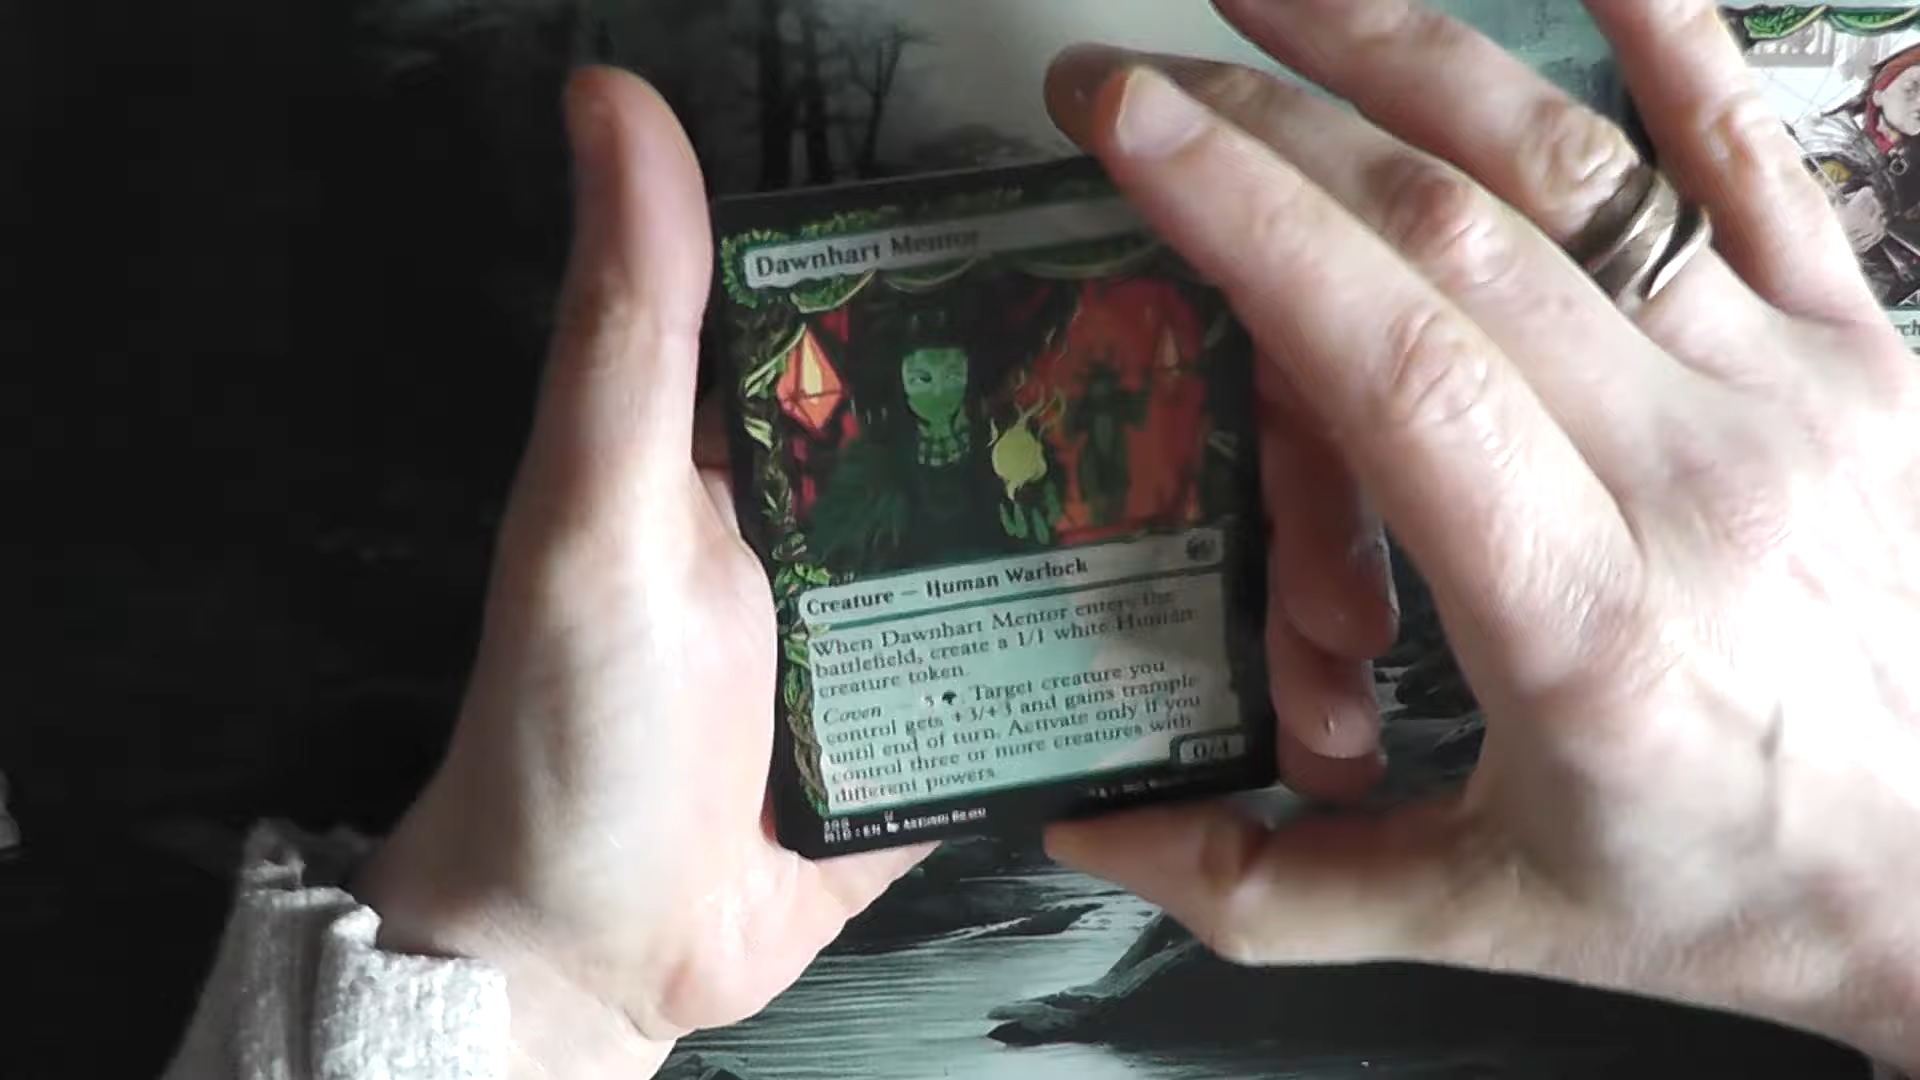 Dawnhart Mentor
Creature — Human Warlock
When Dawnhart Mentor enters the
battlefield, create a 1/1 white Human
creature token.
Coven 5 : Target creature you
control gets +3/+3 and gains trample
until end of turn. Activate only if you
control three or more creatures with
different powers.
0/4
MID EN